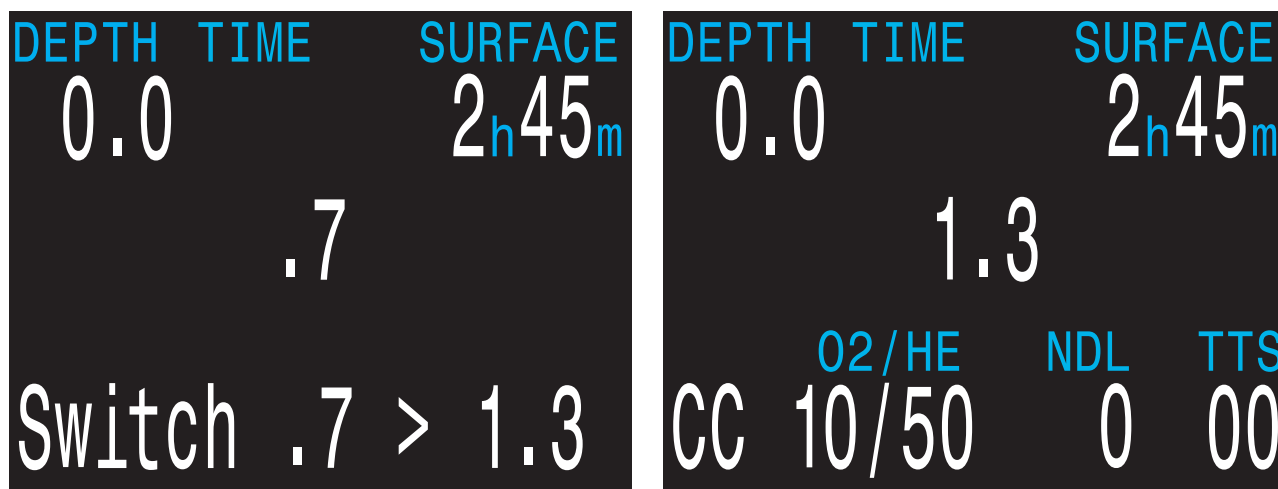 DEPTH TIME SURFACE
0.0 2h45m
.7
Switch .7 > 1.3
DEPTH TIME SURFACE
0.0 2h45m
1.3
O2/HE NDL TTS
CC 10/50 0 00